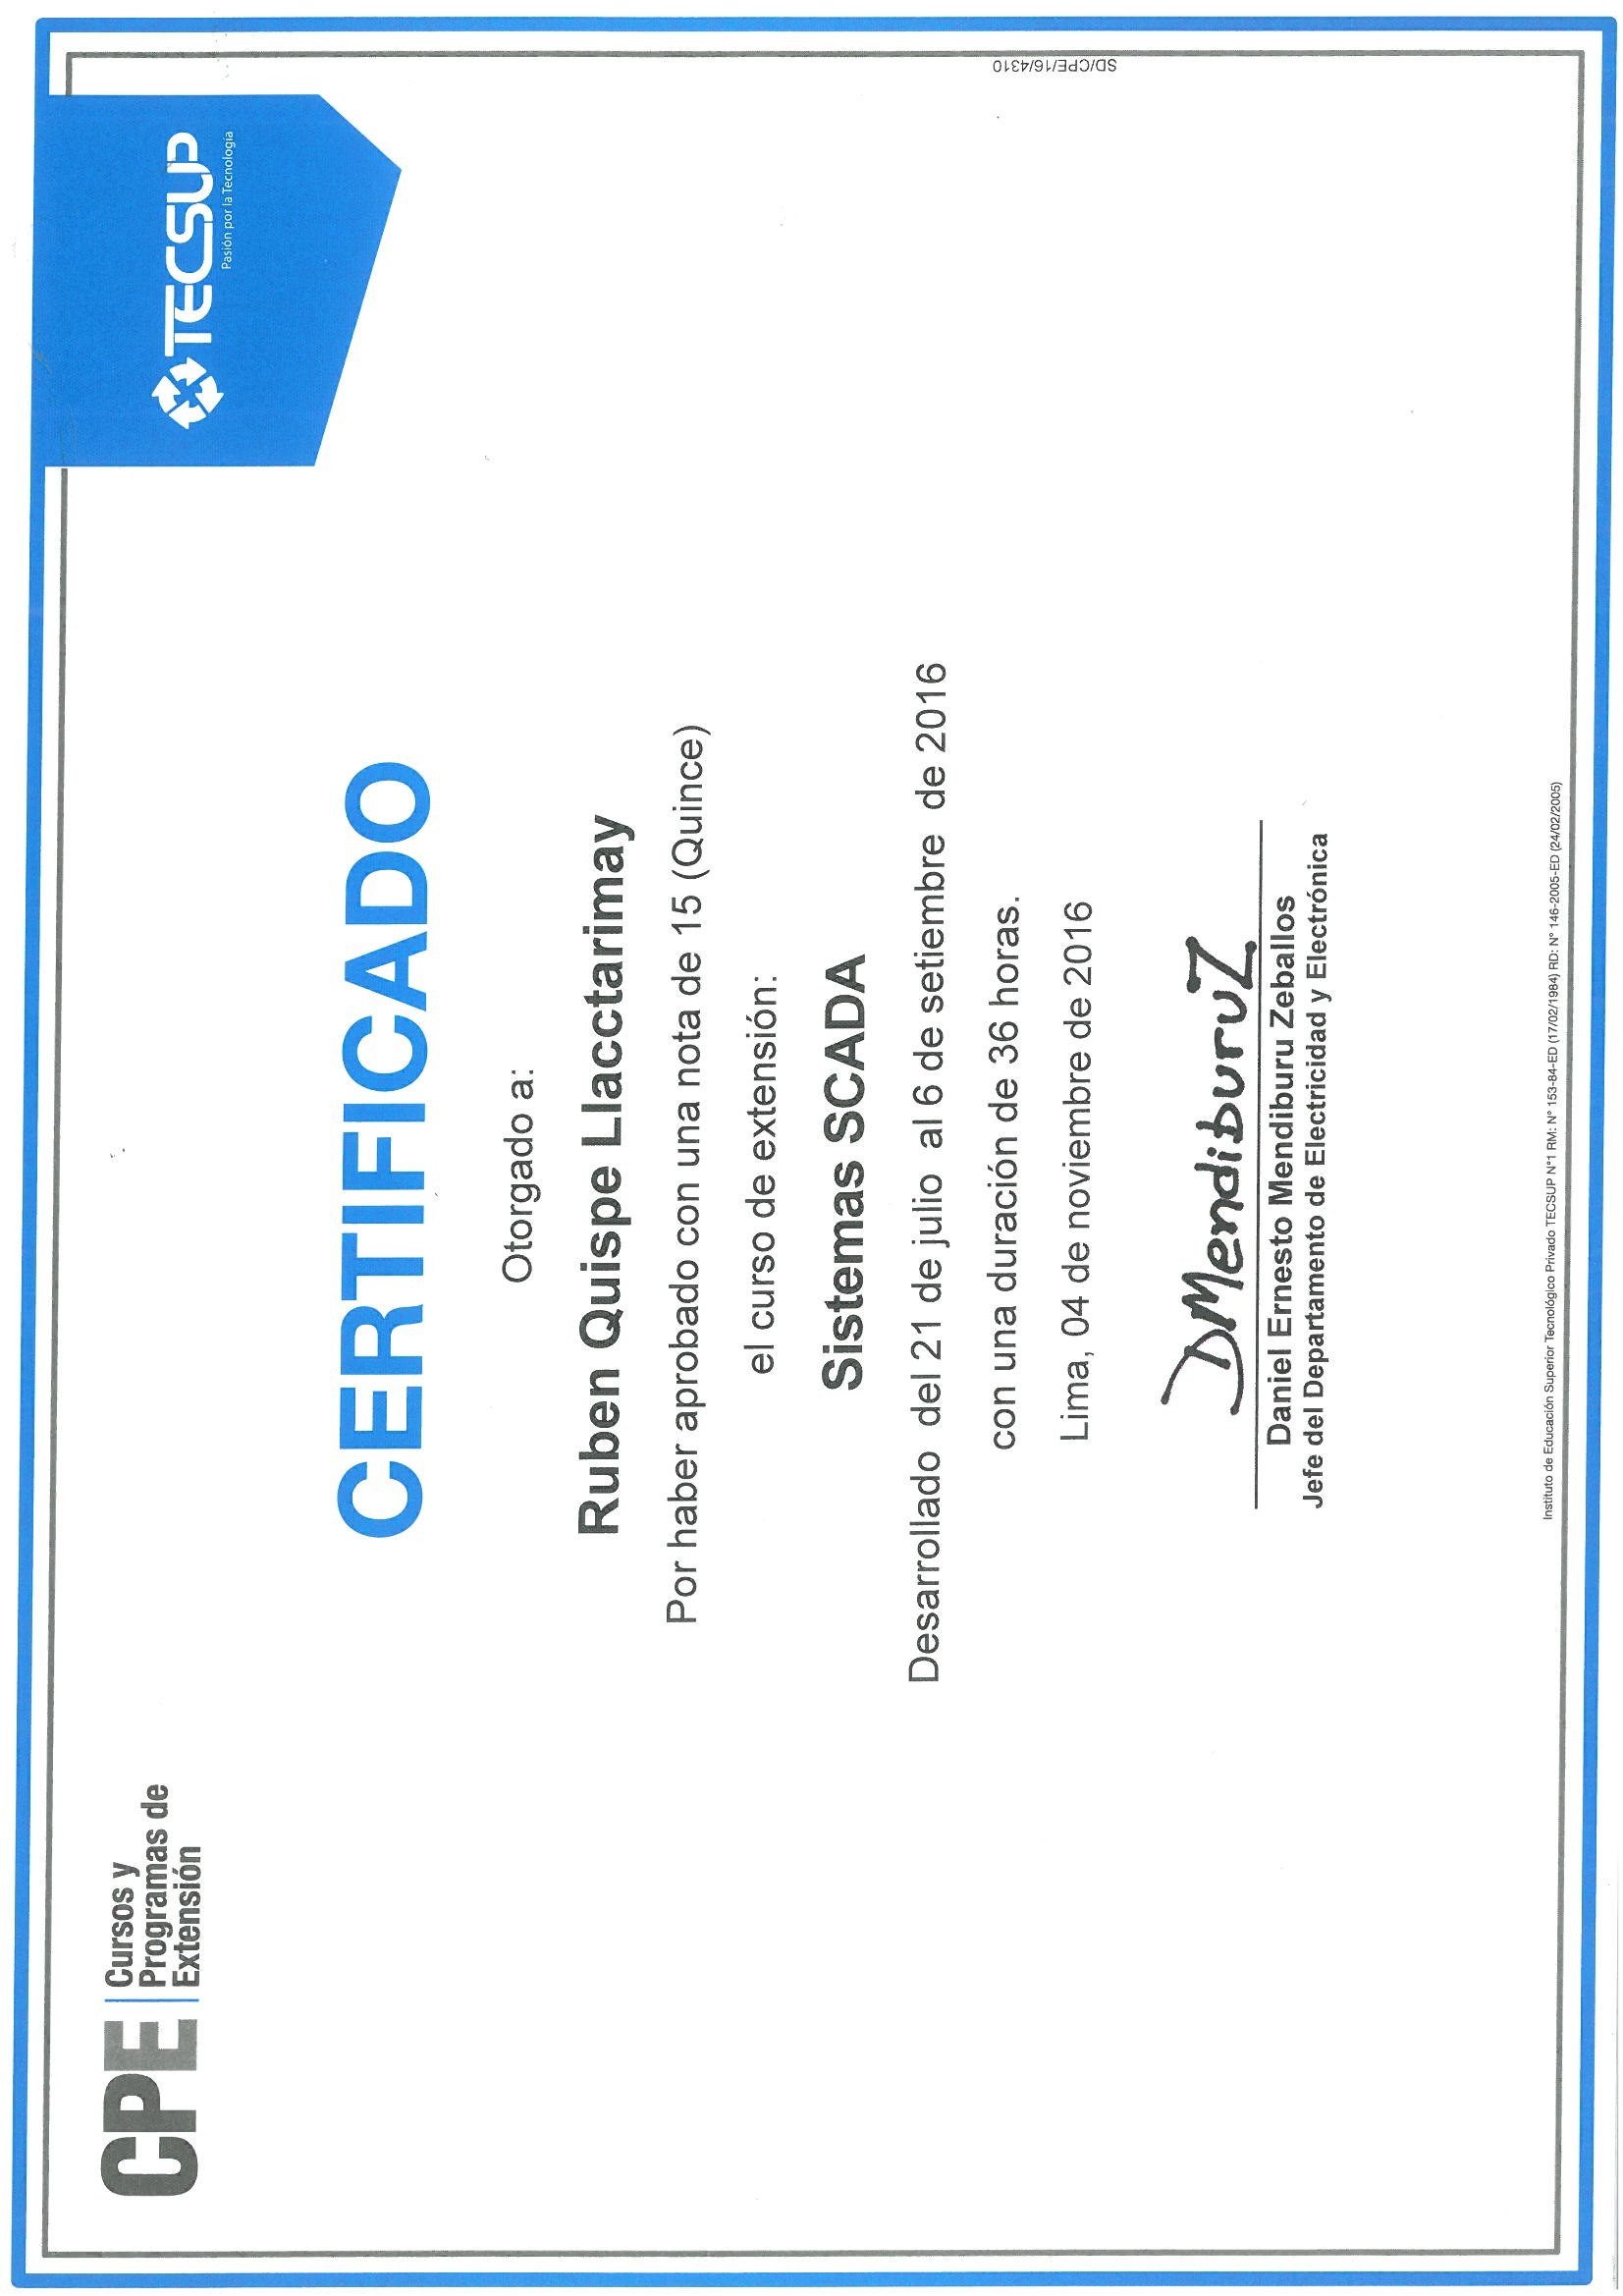 CPE
Cursos y
Programas de
Extensión
TECSUP
Pasión por la Tecnología
CERTIFICADO
Otorgado a:
Ruben Quispe Llacctarimay
Por haber aprobado con una nota de 15 (Quince)
el curso de extensión:
Sistemas SCADA
Desarrollado del 21 de julio al 6 de setiembre de 2016
con una duración de 36 horas.
Lima, 04 de noviembre de 2016
DMendiburuZ
Daniel Ernesto Mendiburu Zeballos
Jefe del Departamento de Electricidad y Electrónica
SD/CPE/16/4310
Instituto de Educación Superior Tecnológico Privado TECSUP N°1 RM: N° 153-84-ED (17/02/1984) RD: N° 146-2005-ED (24/02/2005)